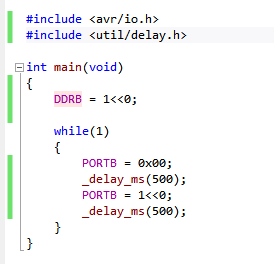 #include <avr/io.h>
#include <util/delay.h>

int main(void)
{
    DDRB = 1<<0;

    while(1)
    {
        PORTB = 0x00;
        _delay_ms(500);
        PORTB = 1<<0;
        _delay_ms(500);
    }
}